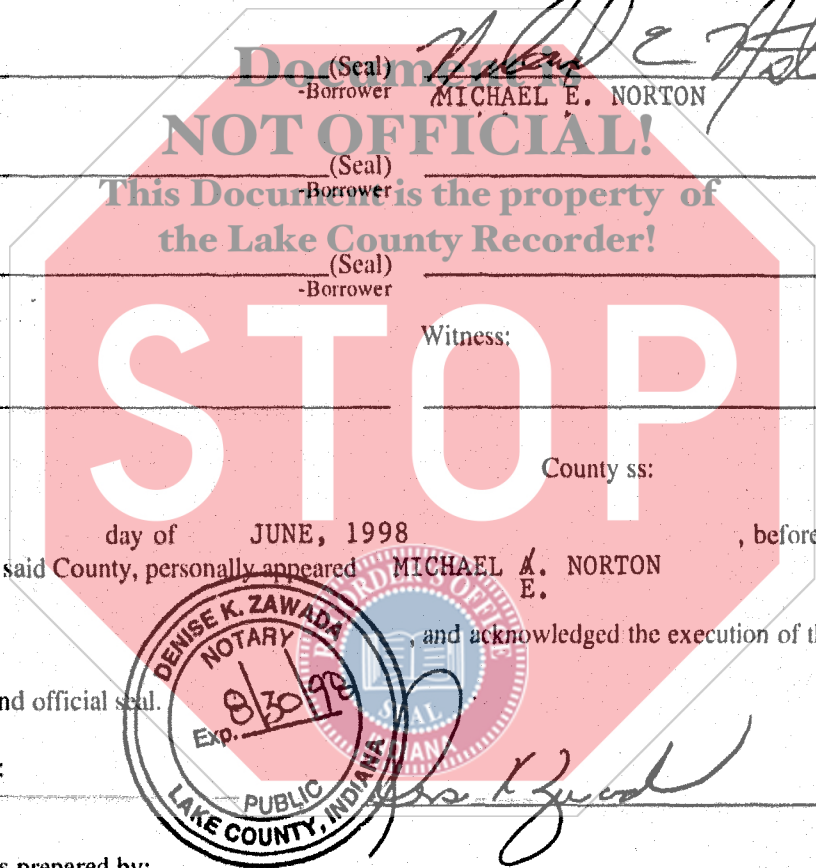 Document is
(Seal)
-Borrower
MICHAEL E. NORTON
NOT OFFICIAL!
(Seal)
-Borrower
This Document is the property of
the Lake County Recorder!
(Seal)
-Borrower
Witness:
STOP
County ss:
day of JUNE, 1998 , before
said County, personally appeared MICHAEL A. NORTON
E.
, and acknowledged the execution of th
nd official seal.
:
DENISE K. ZAWADA
NOTARY
Exp. 8/30/98
PUBLIC
LAKE COUNTY, INDIANA
RECORDER'S OFFICE
SEAL
INDIANA
s prepared by: